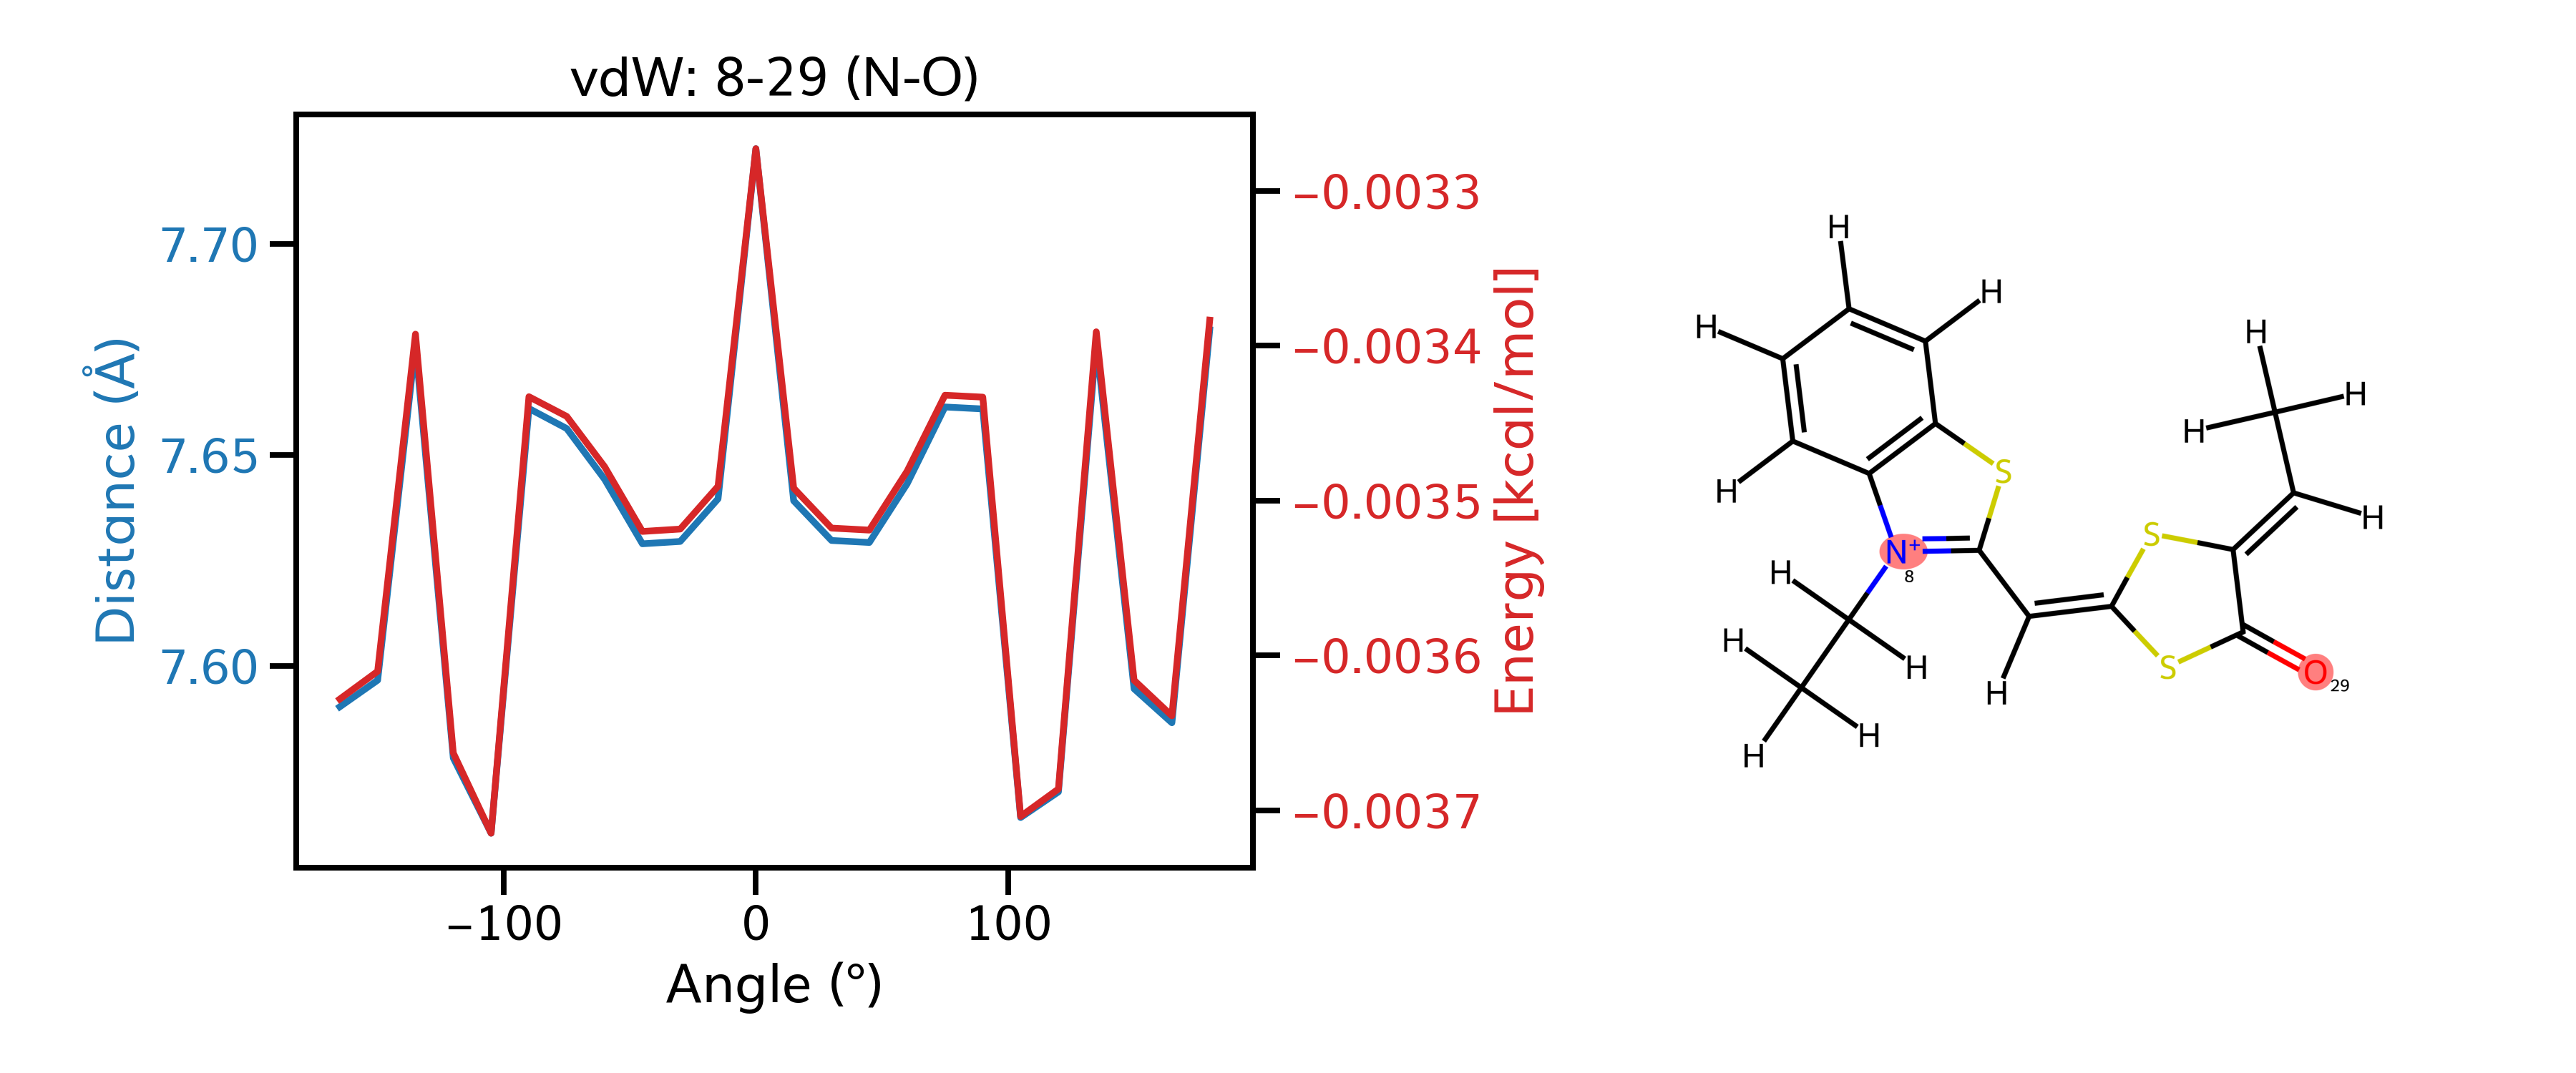 vdW: 8-29 (N-O)
Distance (Å)
7.70
7.65
7.60
−0.0033
−0.0034
−0.0035
−0.0036
−0.0037
Energy [kcal/mol]
−100
0
100
Angle (°)
H
H
H
H
S
N⁺
8
H
H
H
H
H
H
H
S
S
O
29
H
H
H
H